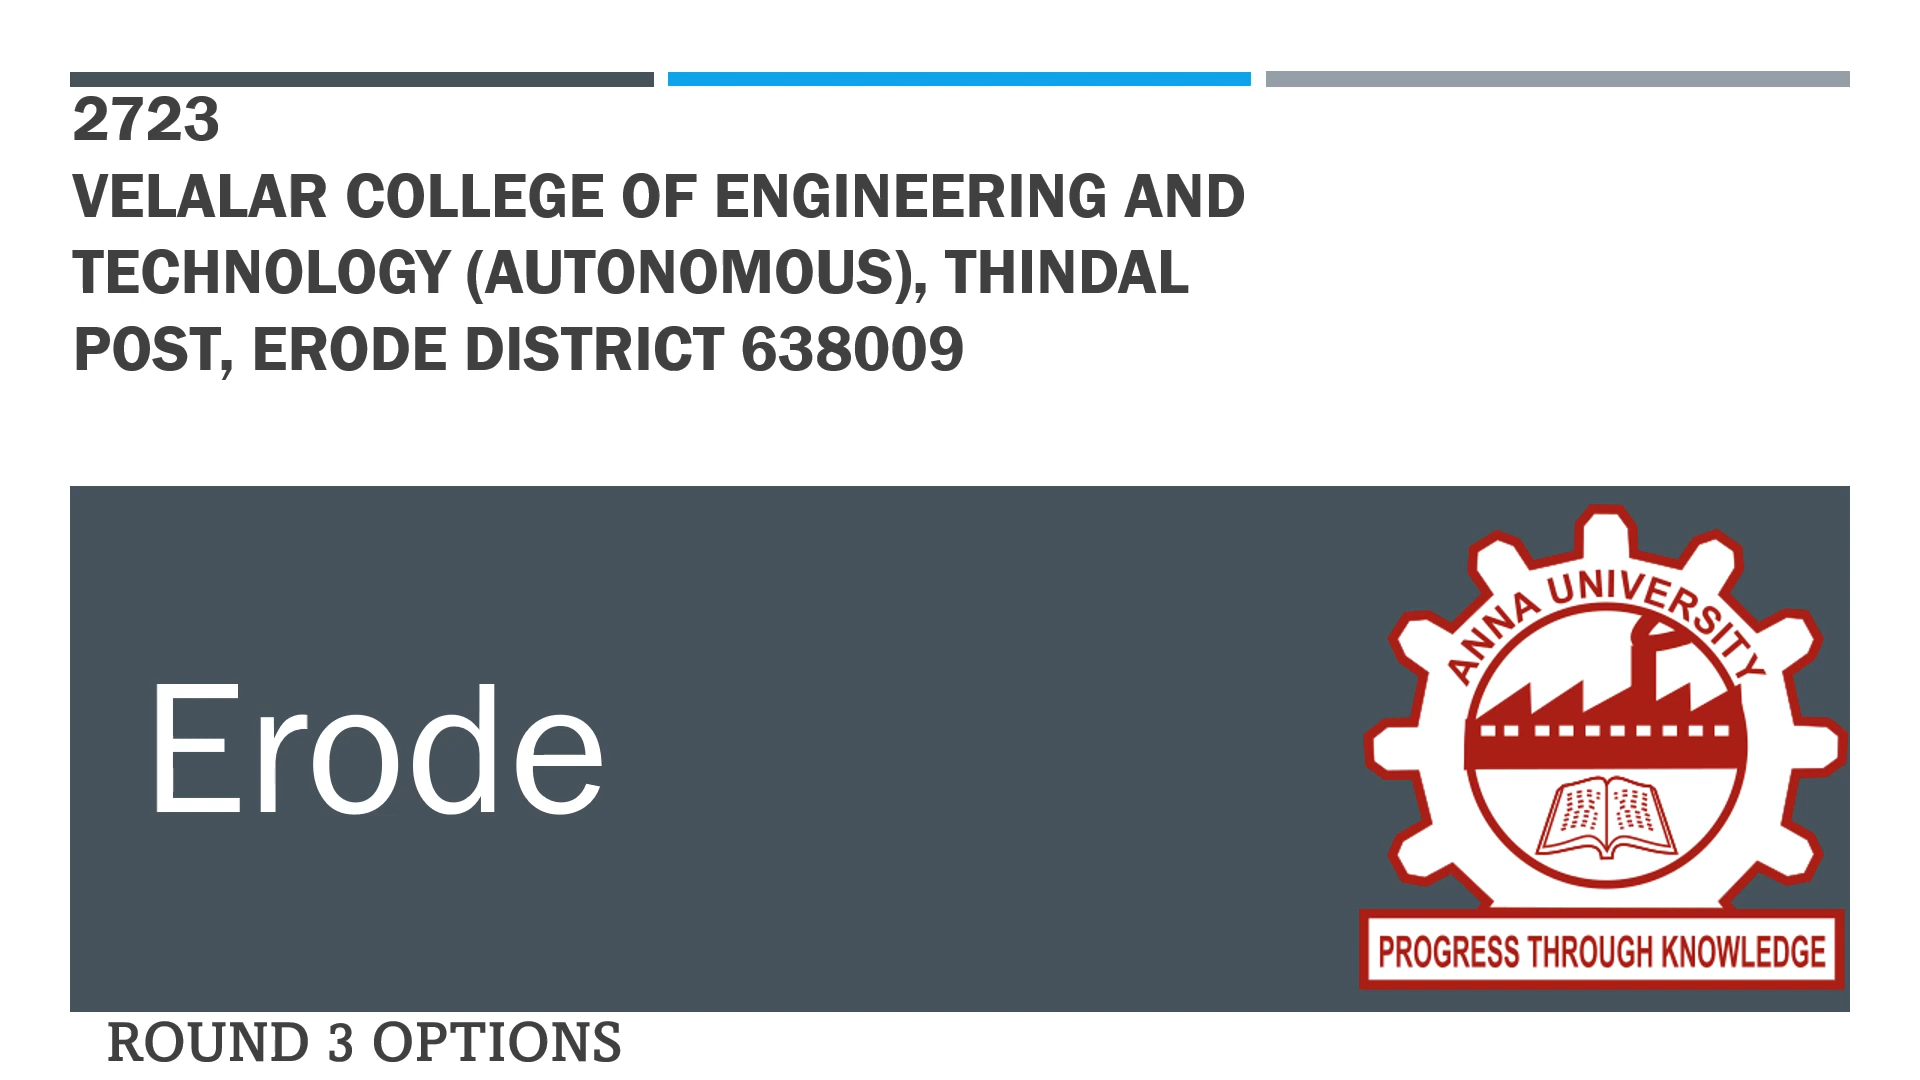 2723
VELALAR COLLEGE OF ENGINEERING AND
TECHNOLOGY (AUTONOMOUS), THINDAL
POST, ERODE DISTRICT 638009
Erode
ANNA UNIVERSITY
PROGRESS THROUGH KNOWLEDGE
ROUND 3 OPTIONS